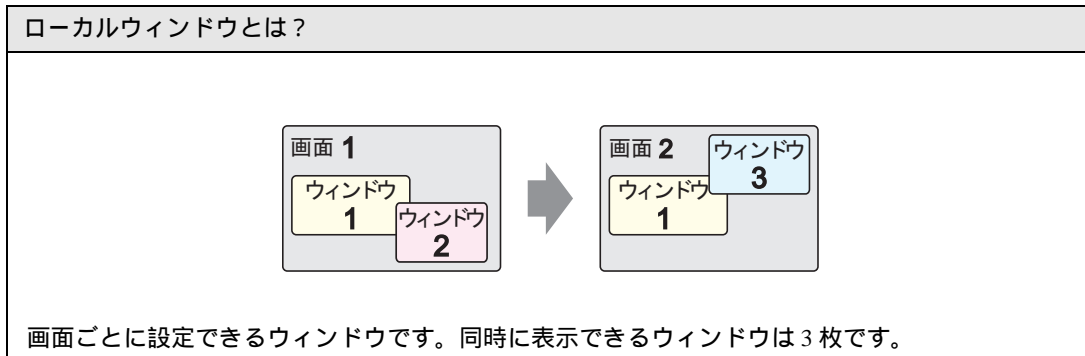 ローカルウィンドウとは?
画面 1
ウィンドウ
1
ウィンドウ
2
画面 2
ウィンドウ
3
ウィンドウ
1
画面ごとに設定できるウィンドウです。同時に表示できるウィンドウは 3 枚です。